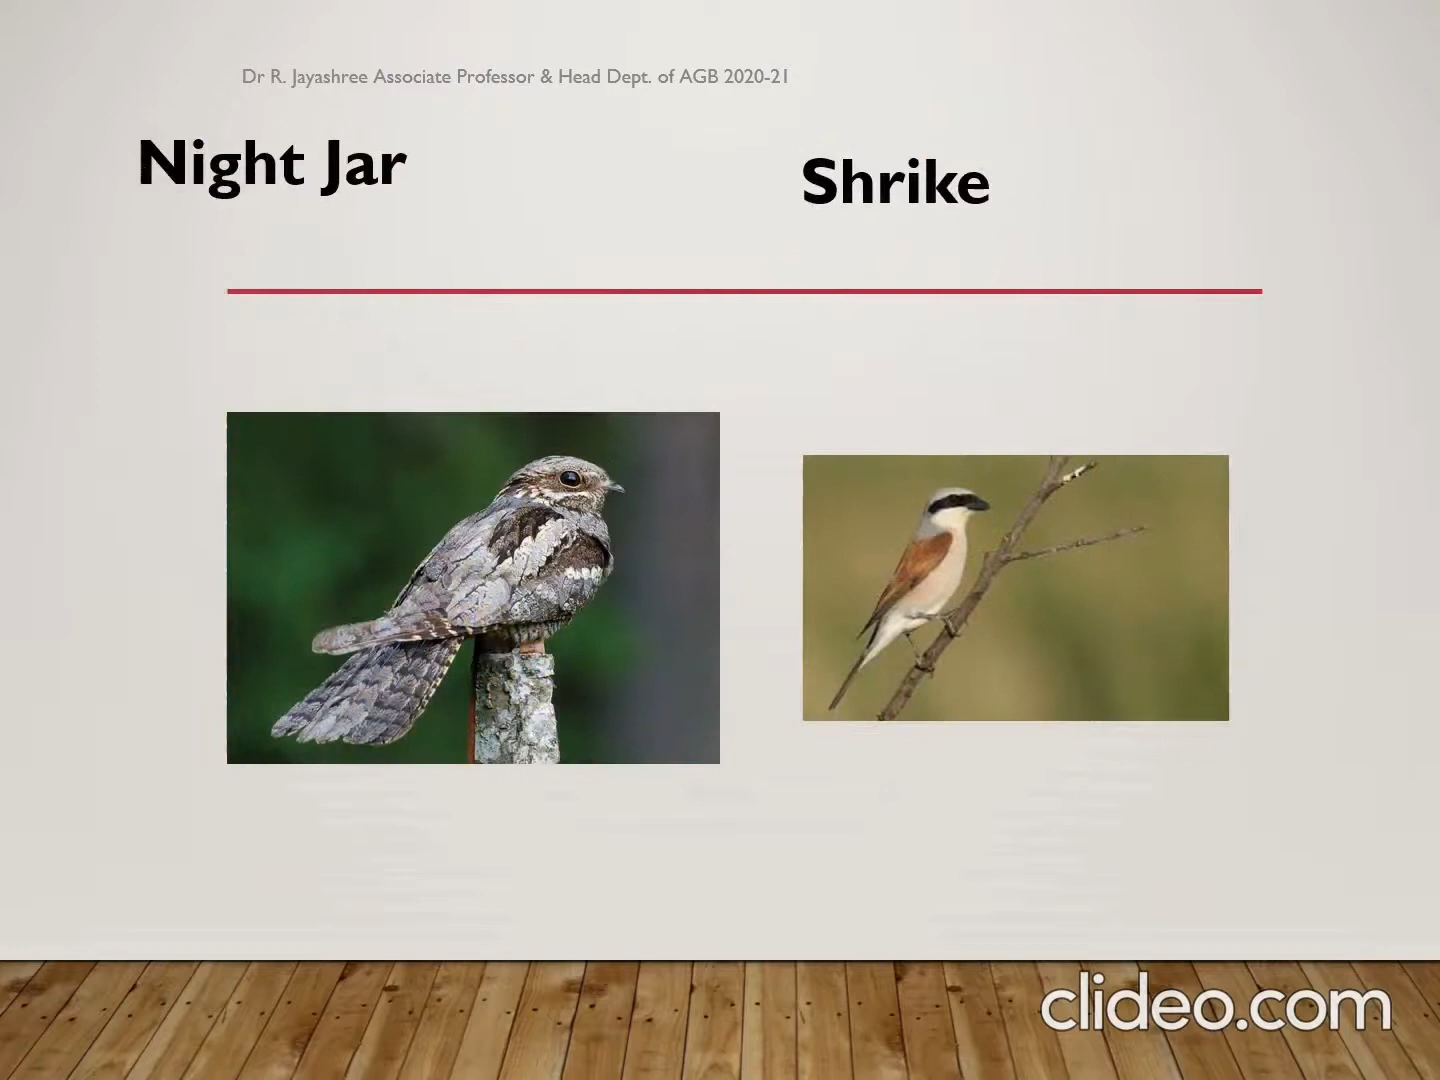 Dr R. Jayashree Associate Professor & Head Dept. of AGB 2020-21
Night Jar
Shrike
clideo.com